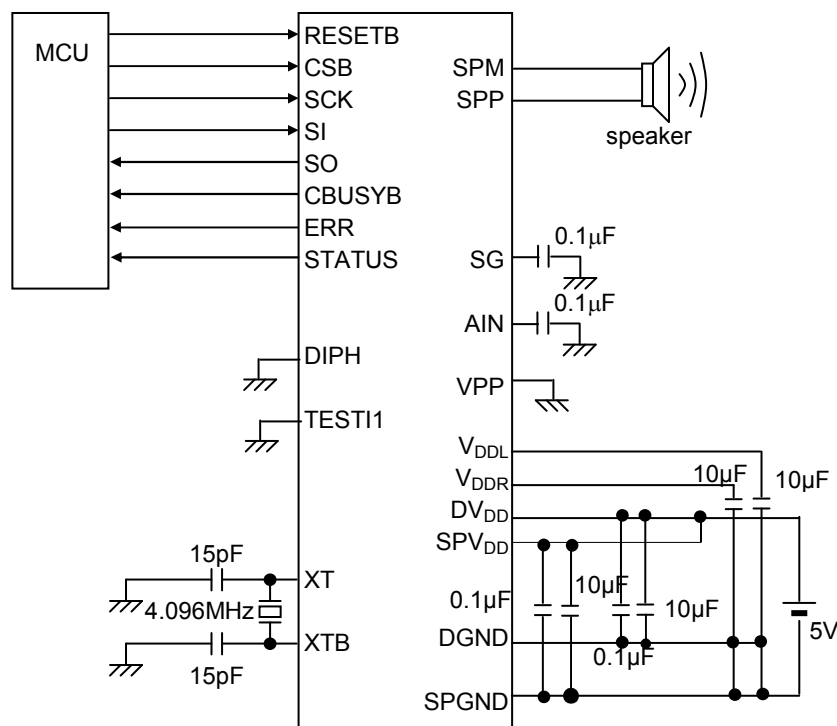 MCU
RESETB
CSB
SCK
SI
SO
CBUSYB
ERR
STATUS
DIPH
TESTI1
15pF
XT
4.096MHz
XTB
15pF
SPM
SPP
speaker
0.1μF
SG
0.1μF
AIN
VPP
VDDL
VDDR
10μF
10μF
DVDD
SPVDD
0.1μF
10μF
10μF
5V
DGND
0.1μF
SPGND